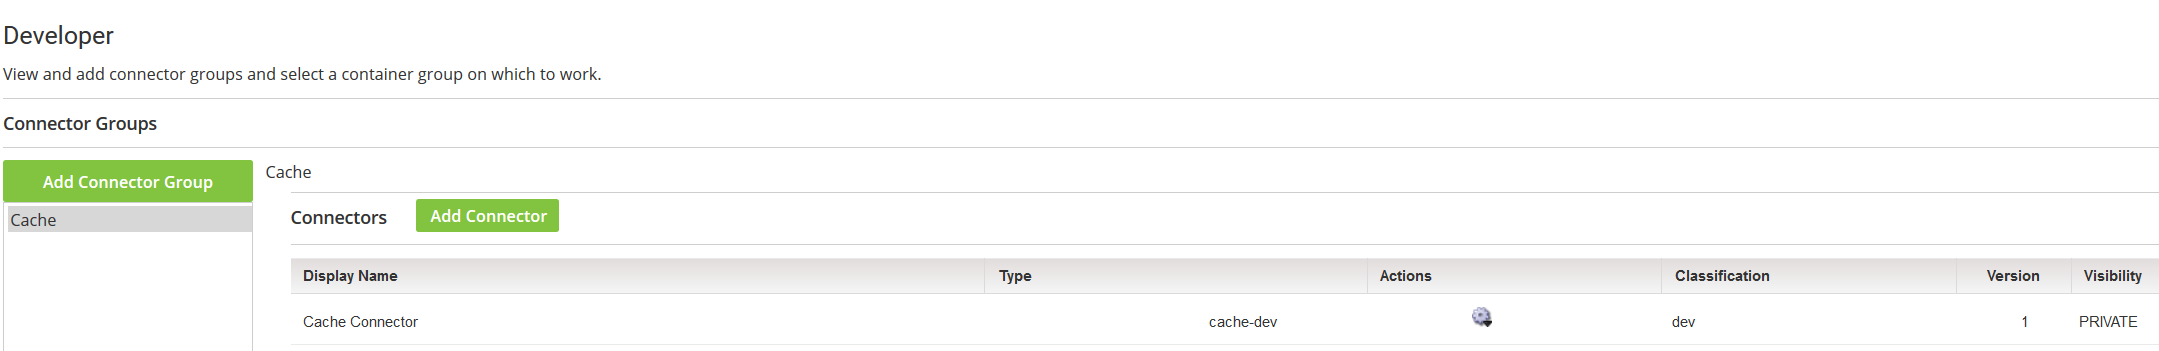 Developer
View and add connector groups and select a container group on which to work.
Connector Groups
Add Connector Group
Cache
Cache
Connectors Add Connector
Display Name Type Actions Classification Version Visibility
Cache Connector cache-dev dev 1 PRIVATE